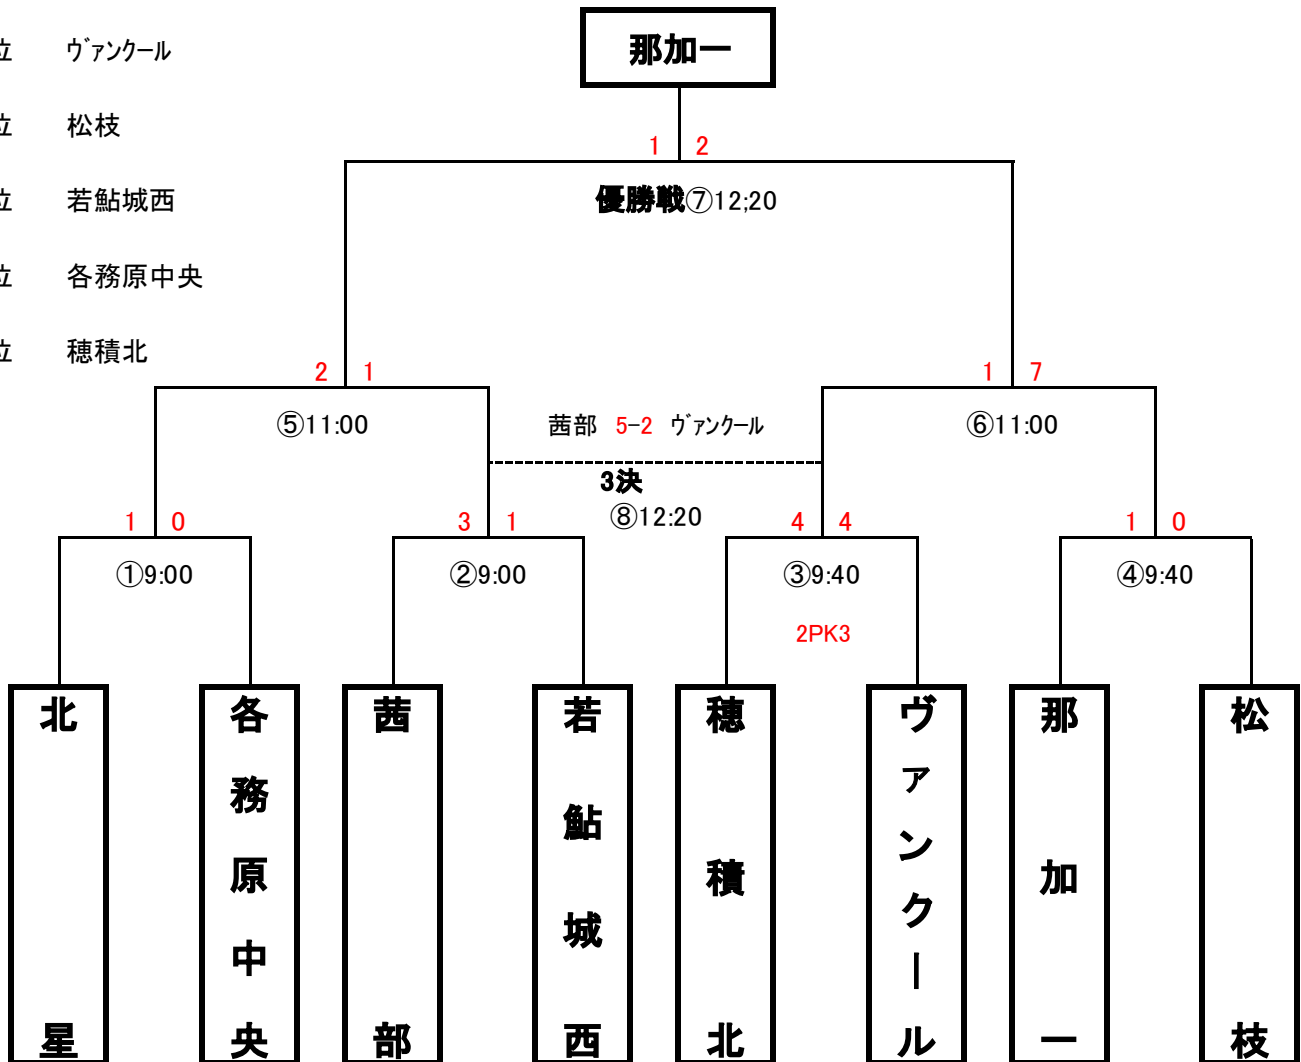 那加一
位 ヴァンクール
位 松枝
1 2
優勝戦⑦12;20
位 若鮎城西
位 各務原中央
位 穂積北
2 1
1 7
⑤11:00
茜部 5-2 ヴァンクール
⑥11:00
3決
⑧12:20
1 0
3 1
4 4
1 0
①9:00
②9:00
③9:40
④9:40
2PK3
北星
各務原中央
茜部
若鮎城西
穂積北
ヴァンクール
那加一
松枝